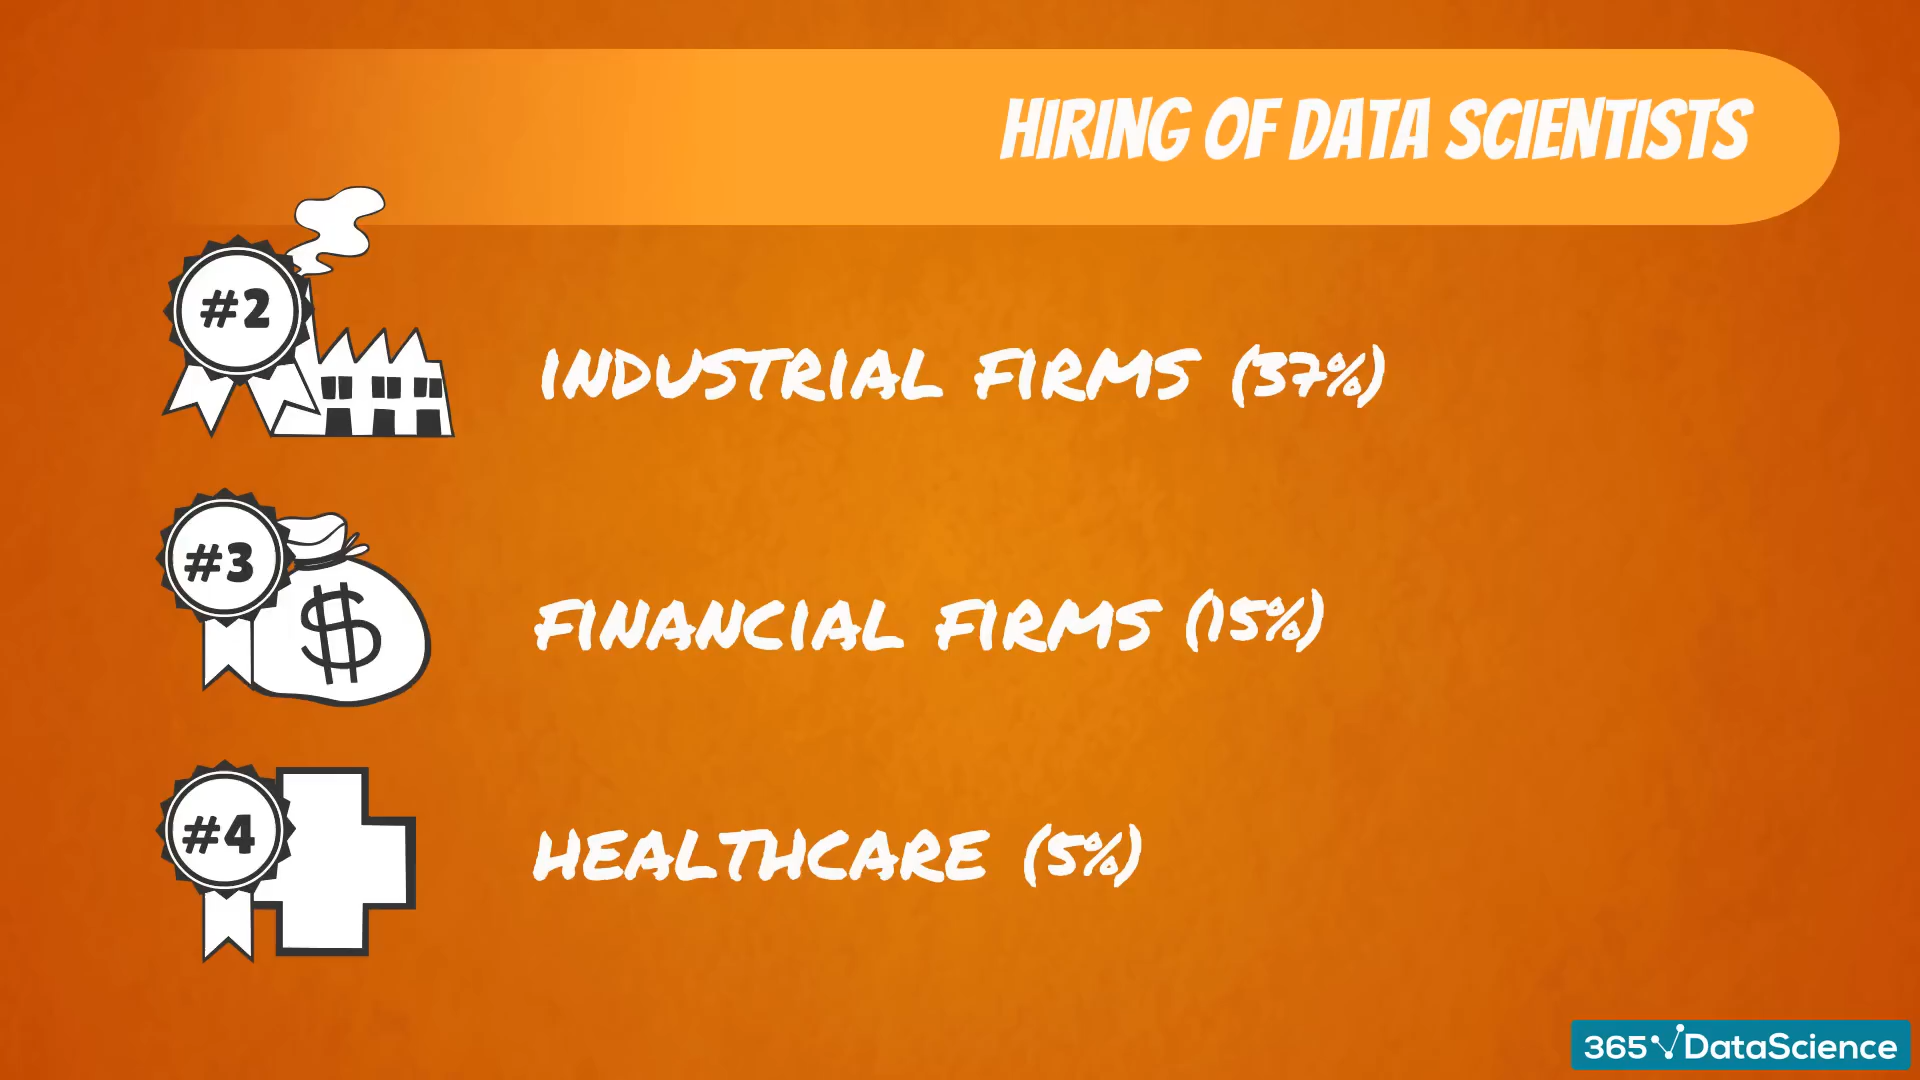 HIRING OF DATA SCIENTISTS
#2
INDUSTRIAL FIRMS (37%)
#3
$
FINANCIAL FIRMS (15%)
#4
HEALTHCARE (5%)
365 DataScience